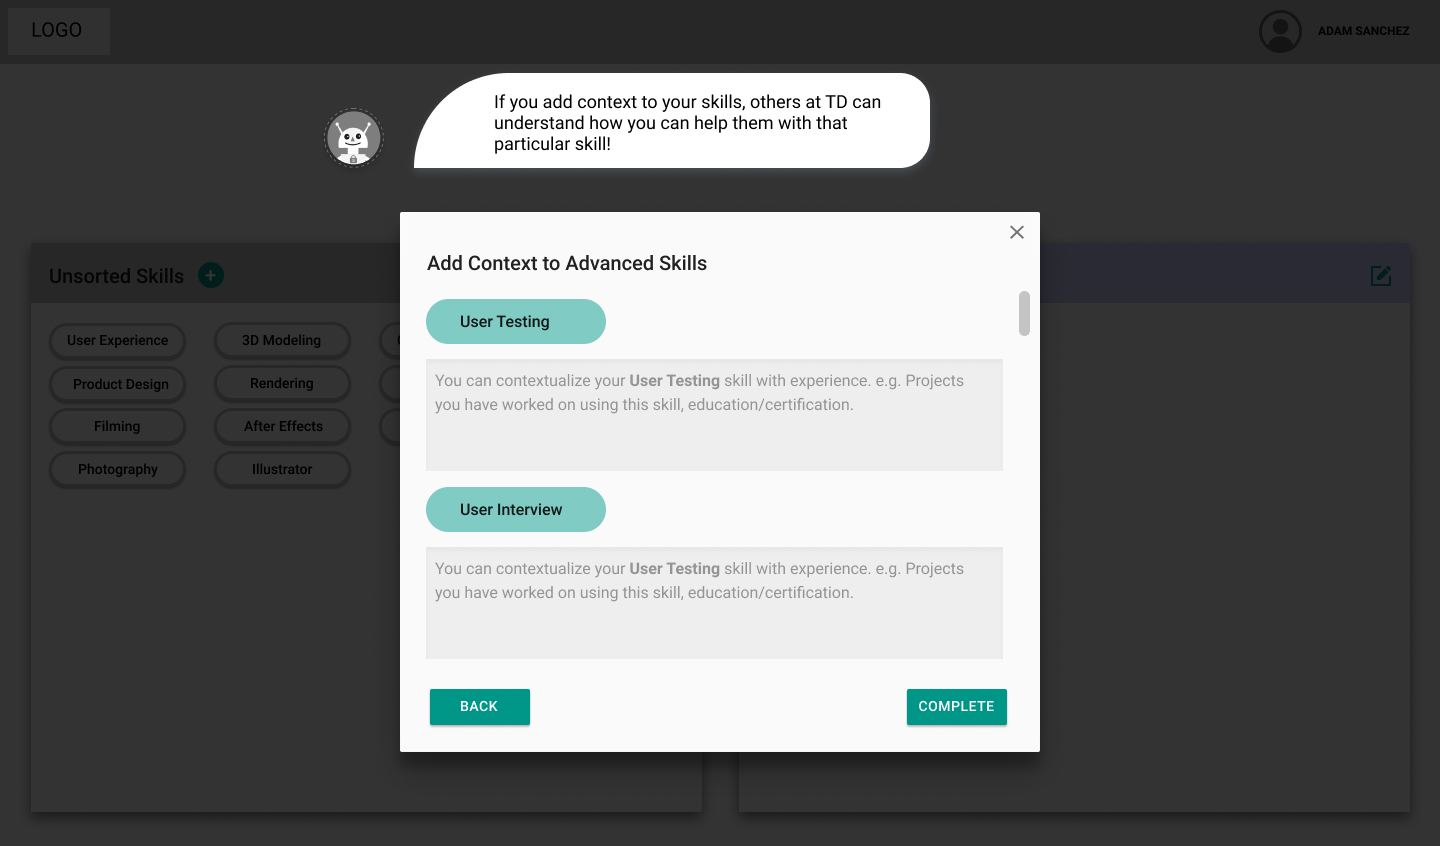 LOGO
ADAM SANCHEZ
If you add context to your skills, others at TD can
understand how you can help them with that
particular skill!
Unsorted Skills
User Experience
3D Modeling
Product Design
Rendering
Filming
After Effects
Photography
Illustrator
Add Context to Advanced Skills
User Testing
You can contextualize your User Testing skill with experience. e.g. Projects
you have worked on using this skill, education/certification.
User Interview
You can contextualize your User Testing skill with experience. e.g. Projects
you have worked on using this skill, education/certification.
BACK
COMPLETE